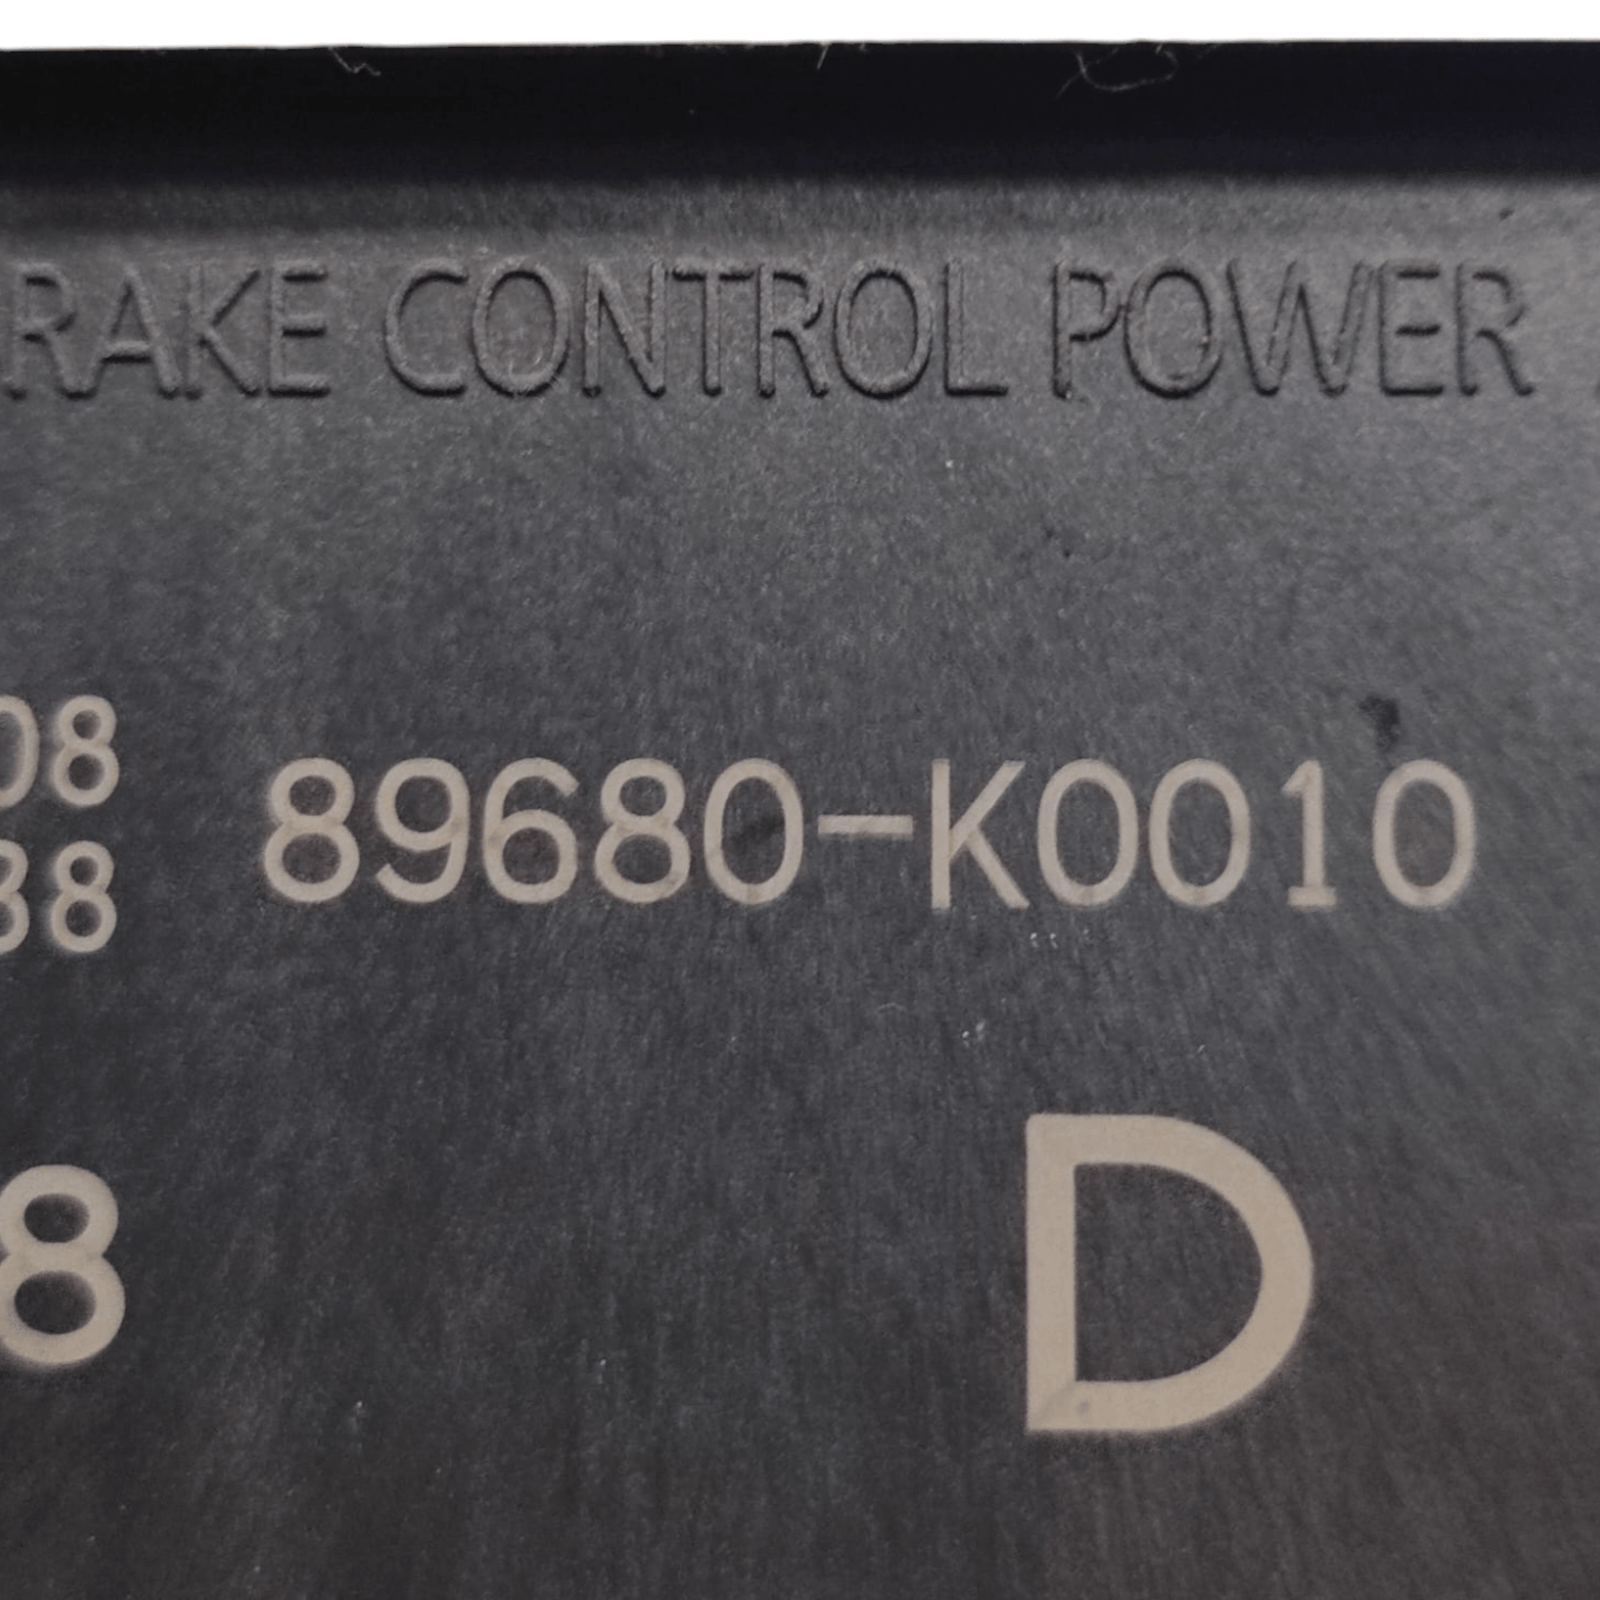 RAKE CONTROL POWER
08
38
89680-K0010
8
D